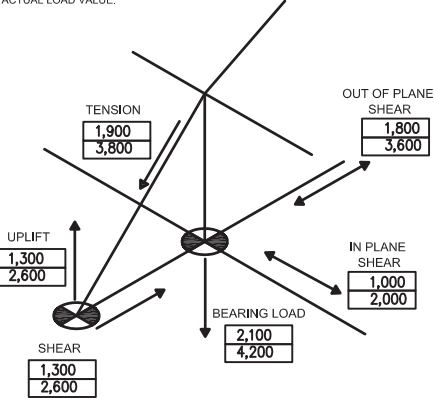 ACTUAL LOAD VALUE.
TENSION
1,900
3,800
OUT OF PLANE
SHEAR
1,800
3,600
UPLIFT
1,300
2,600
IN PLANE
SHEAR
1,000
2,000
BEARING LOAD
2,100
4,200
SHEAR
1,300
2,600